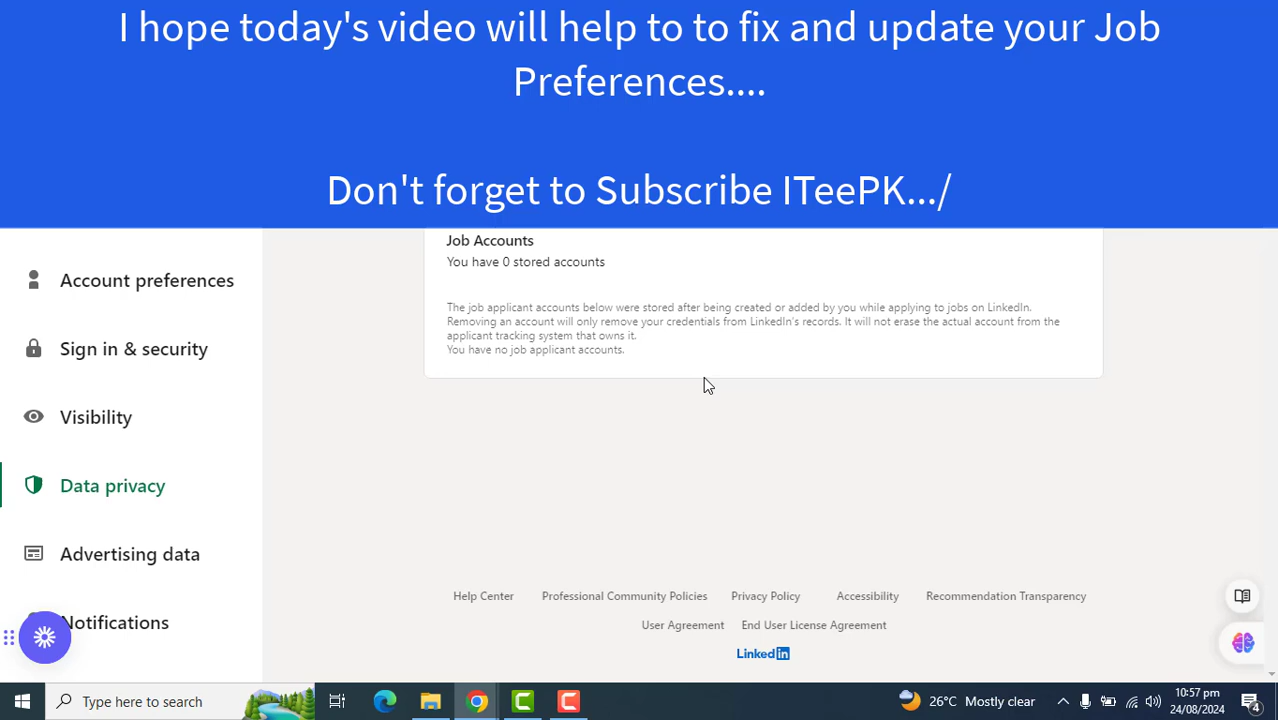 I hope today's video will help to to fix and update your Job
Preferences....
Don't forget to Subscribe ITeePK.../
Account preferences
Sign in & security
Visibility
Data privacy
Advertising data
Notifications
Job Accounts
You have 0 stored accounts
The job applicant accounts below were stored after being created or added by you while applying to jobs on LinkedIn.
Removing an account will only remove your credentials from LinkedIn's records. It will not erase the actual account from the
applicant tracking system that owns it.
You have no job applicant accounts.
Help Center Professional Community Policies Privacy Policy Accessibility Recommendation Transparency
User Agreement End User License Agreement
LinkedIn
Type here to search
26°C Mostly clear
10:57 pm
24/08/2024
4